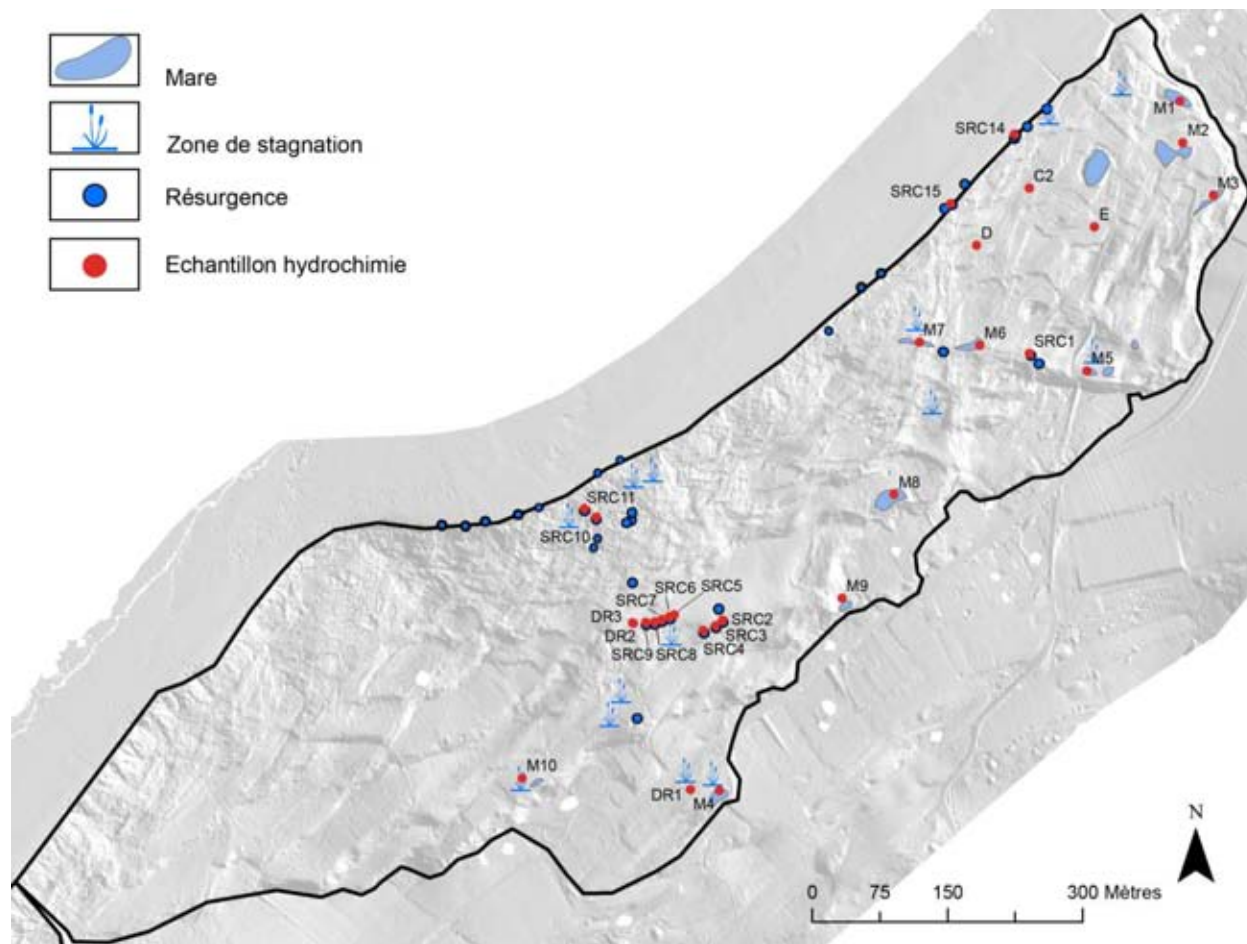 Mare
Zone de stagnation
Résurgence
Echantillon hydrochimie
M1
SRC14
M2
C2
M3
SRC15
E
D
M7
M6
SRC1
M5
M8
SRC11
SRC10
M9
SRC6
SRC5
SRC7
DR3
SRC2
DR2
SRC3
SRC4
SRC9
SRC8
M10
DR1
M4
N
0
75
150
300 Mètres